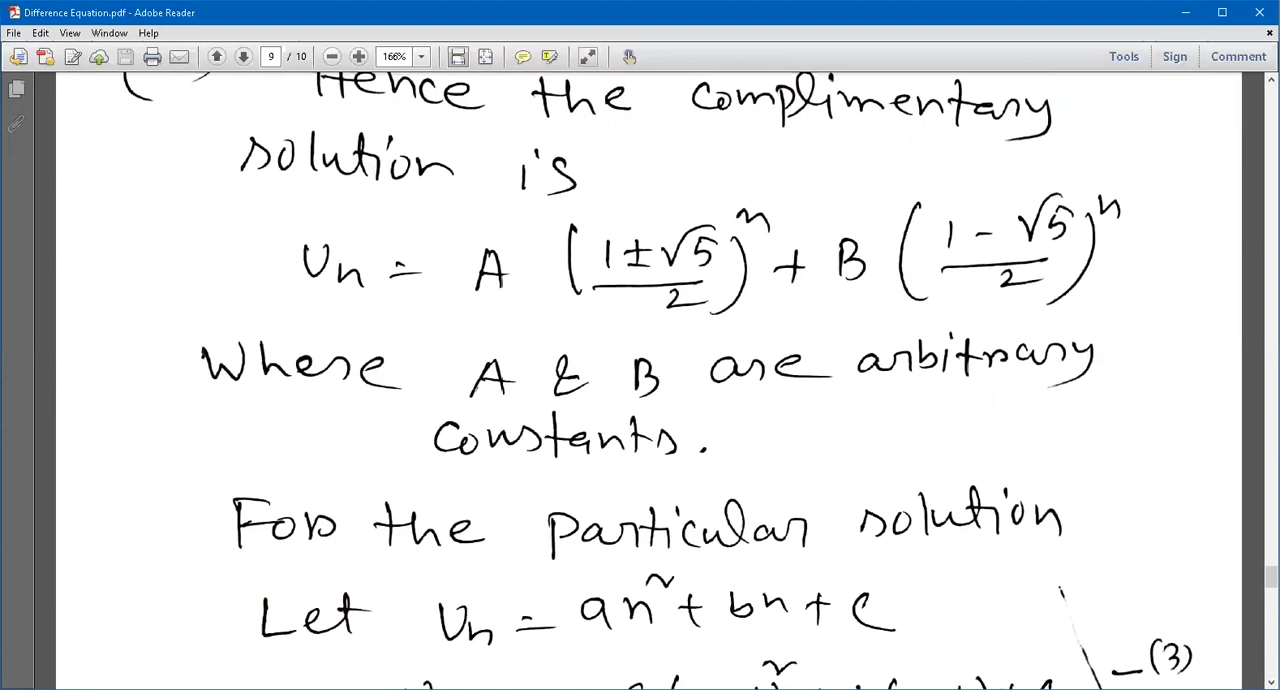 Difference Equation.pdf - Adobe Reader
File Edit View Window Help
9 / 10 166% Tools Sign Comment
Hence the complimentary
solution is
Un = A ((1±√5)/2)^n + B ((1-√5)/2)^n
Where A & B are arbitrary
constants.
For the particular solution
Let Un = an² + bn + c
—(3)